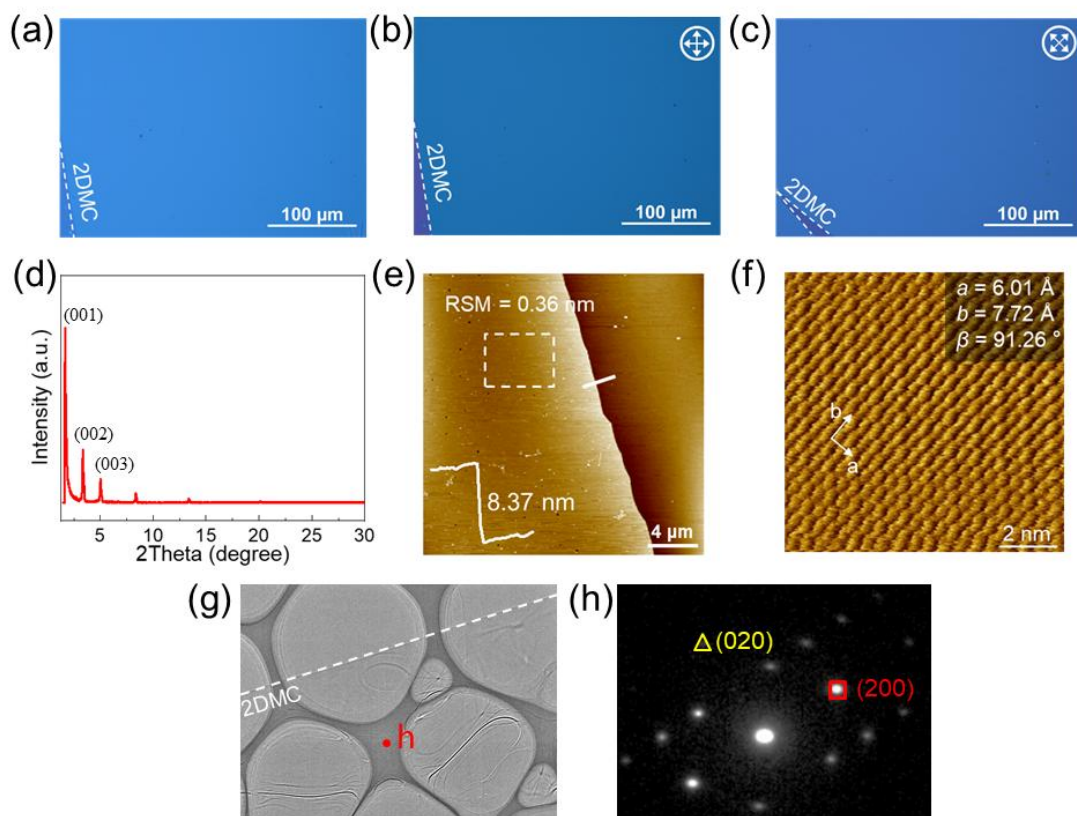 (a)
2DMC
100 µm
(b)
2DMC
100 µm
(c)
2DMC
100 µm
(d)
(001)
(002)
(003)
Intensity (a.u.)
5
10
15
20
25
30
2Theta (degree)
(e)
RSM = 0.36 nm
8.37 nm
4 µm
(f)
a = 6.01 Å
b = 7.72 Å
β = 91.26 °
b
a
2 nm
(g)
2DMC
h
(h)
(020)
(200)